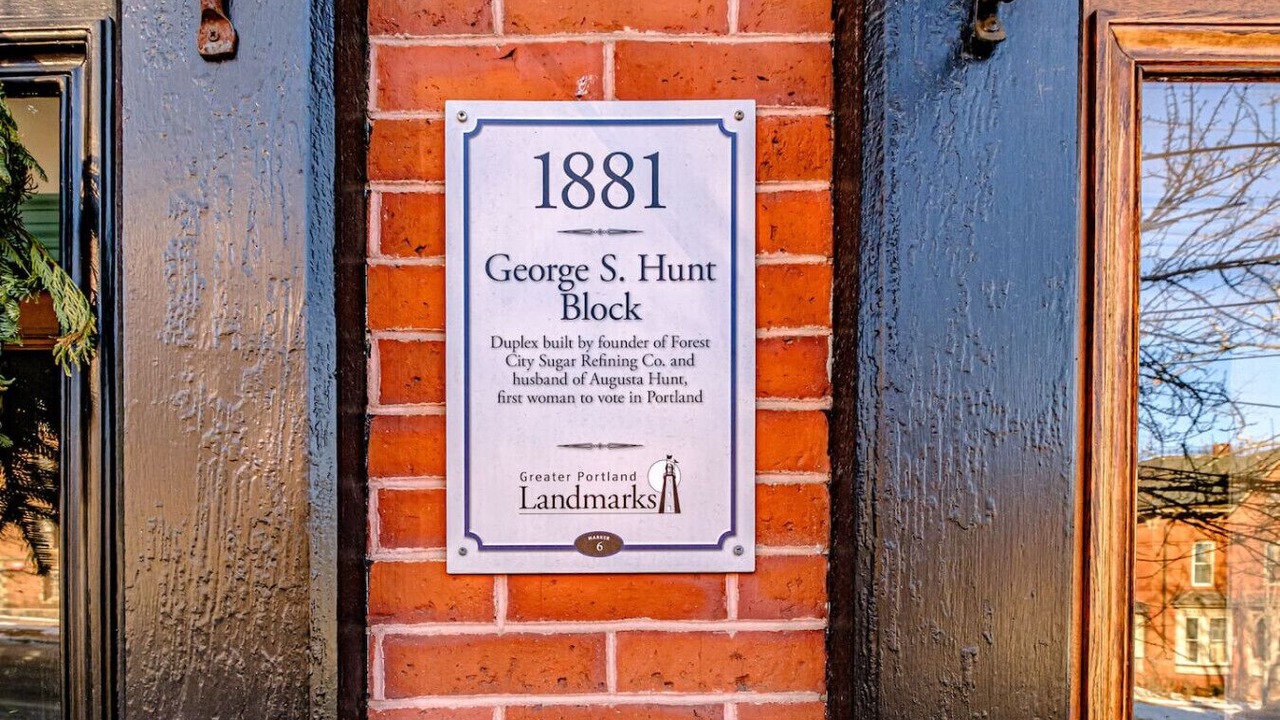 1881
George S. Hunt
Block
Duplex built by founder of Forest
City Sugar Refining Co. and
husband of Augusta Hunt,
first woman to vote in Portland
Greater Portland
Landmarks
MARKER
6